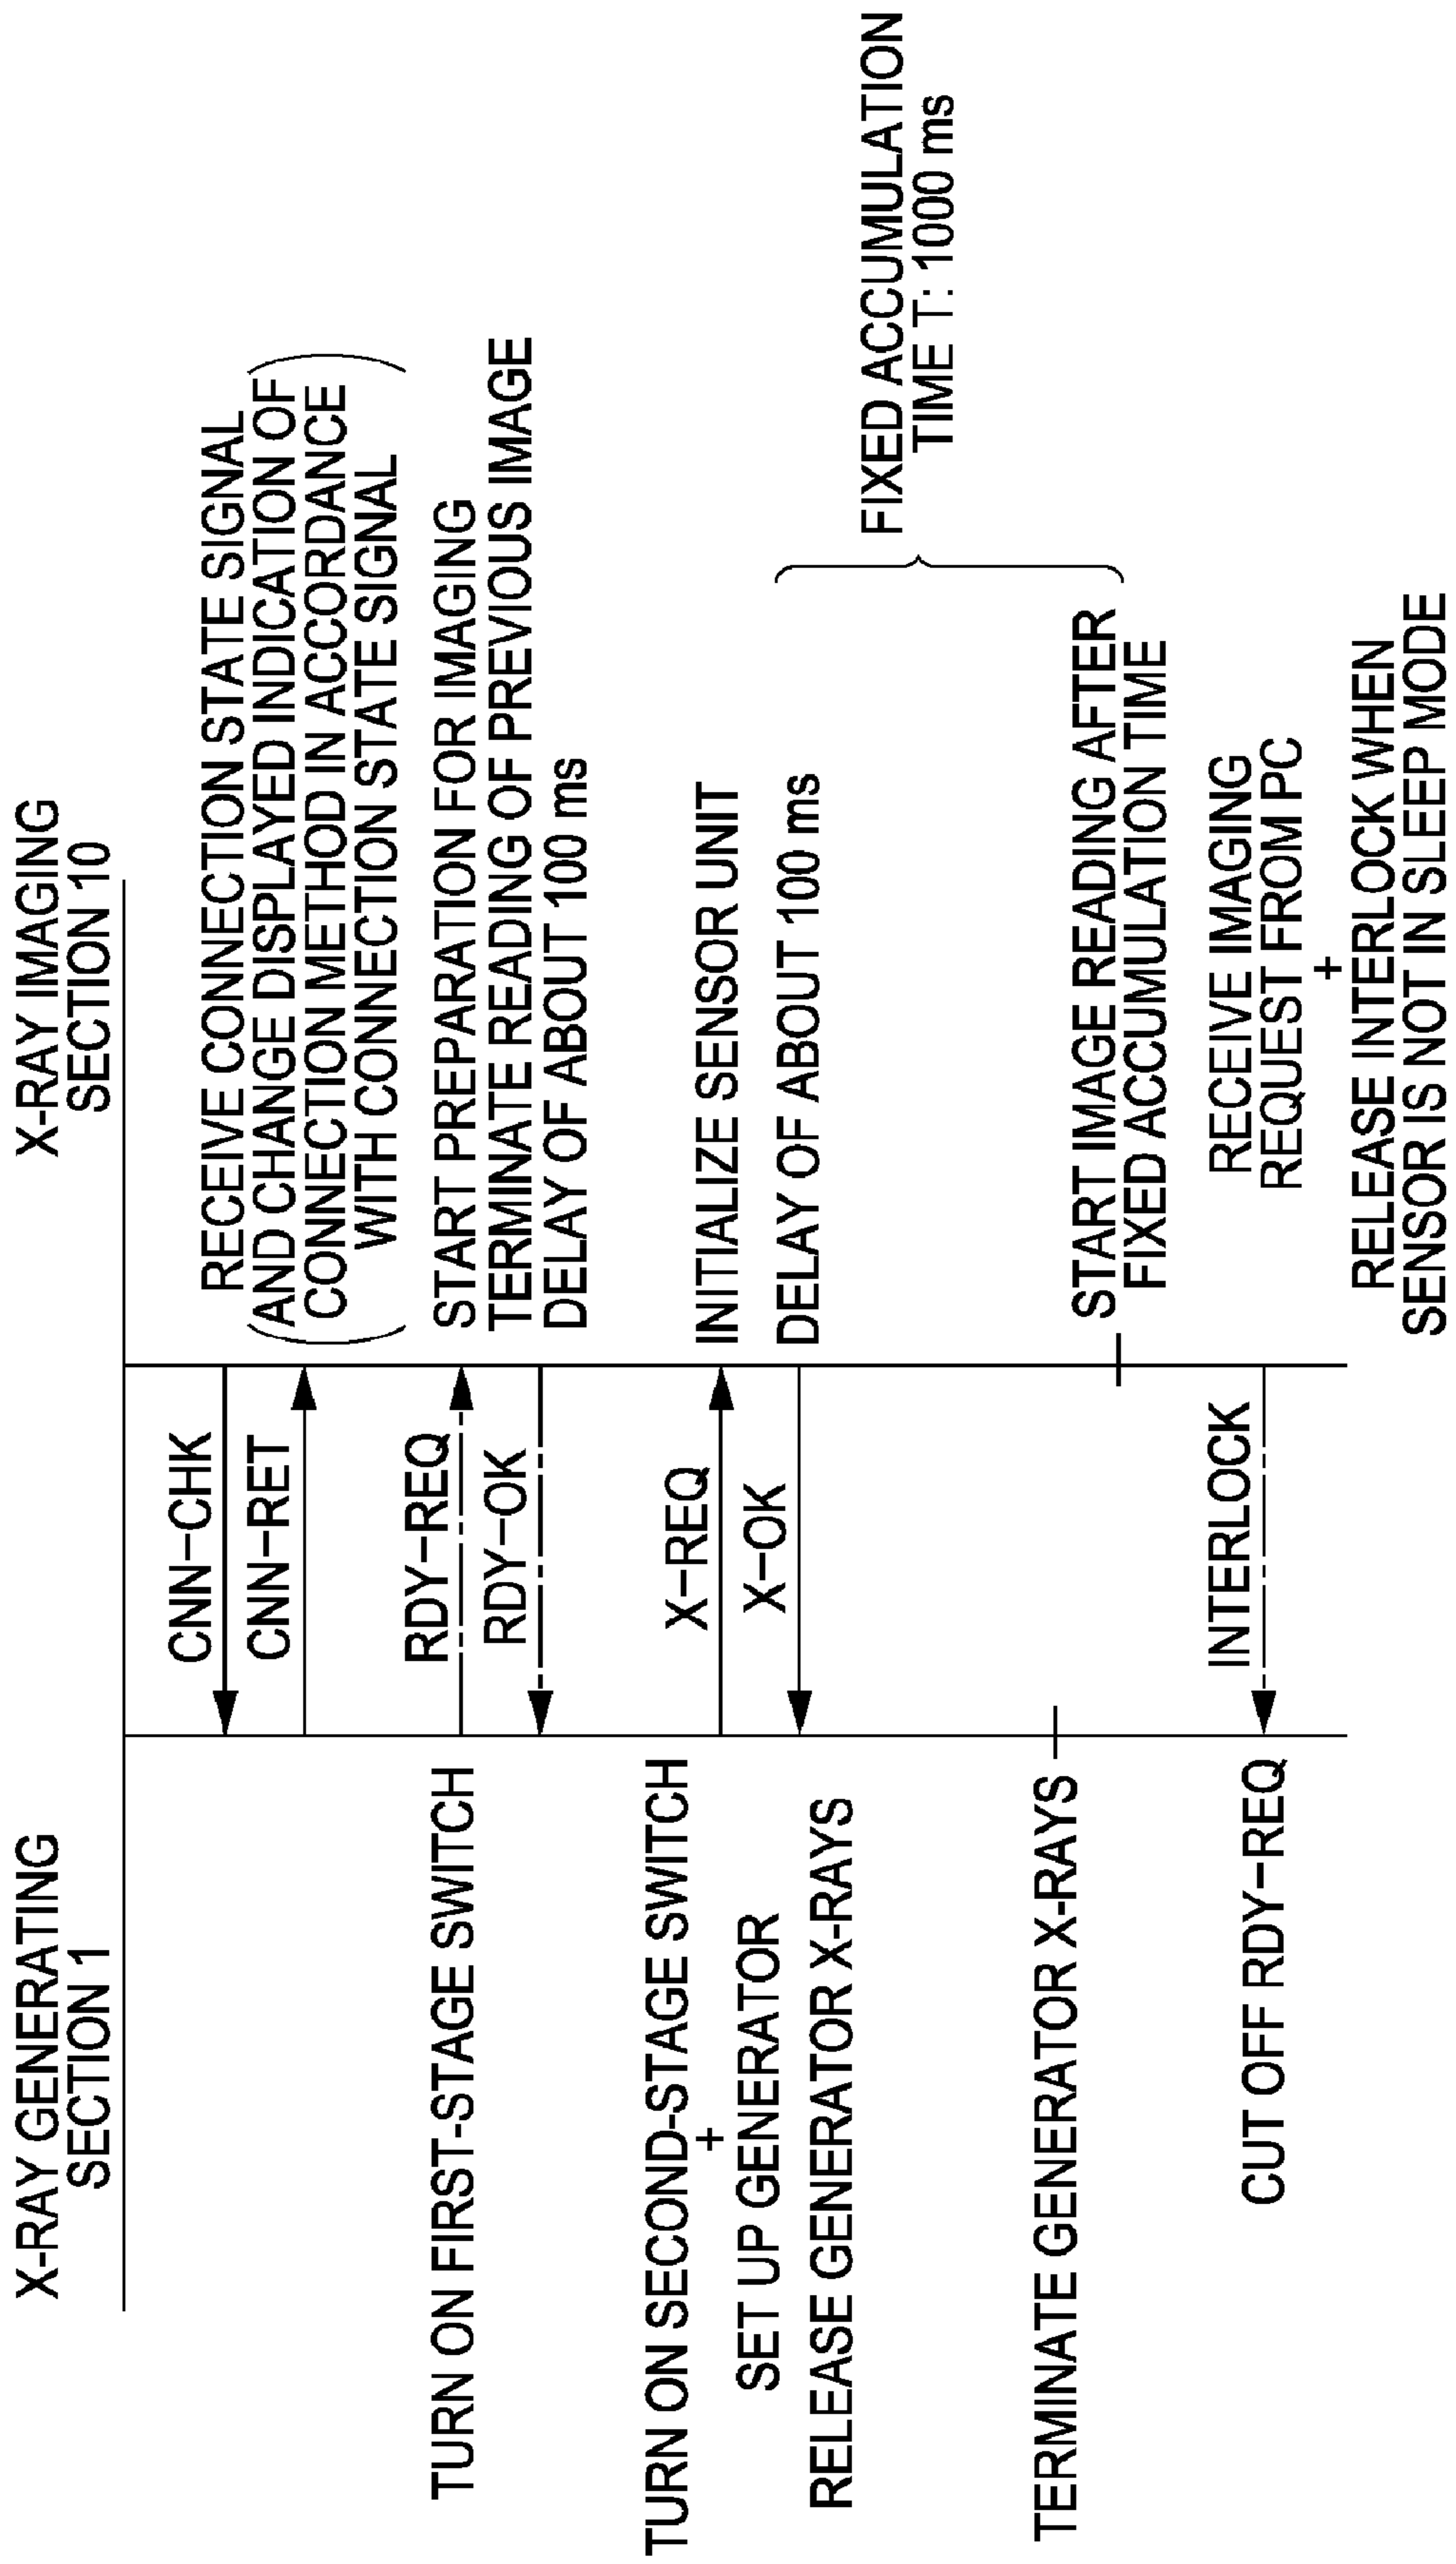 X-RAY GENERATING
SECTION 1
X-RAY IMAGING
SECTION 10
CNN-CHK
CNN-RET
RECEIVE CONNECTION STATE SIGNAL
AND CHANGE DISPLAYED INDICATION OF
CONNECTION METHOD IN ACCORDANCE
WITH CONNECTION STATE SIGNAL
TURN ON FIRST-STAGE SWITCH
RDY-REQ
RDY-OK
START PREPARATION FOR IMAGING
TERMINATE READING OF PREVIOUS IMAGE
DELAY OF ABOUT 100 ms
TURN ON SECOND-STAGE SWITCH
+
SET UP GENERATOR
X-REQ
INITIALIZE SENSOR UNIT
RELEASE GENERATOR X-RAYS
X-OK
DELAY OF ABOUT 100 ms
FIXED ACCUMULATION
TIME T: 1000 ms
TERMINATE GENERATOR X-RAYS
START IMAGE READING AFTER
FIXED ACCUMULATION TIME
CUT OFF RDY-REQ
INTERLOCK
RECEIVE IMAGING
REQUEST FROM PC
+
RELEASE INTERLOCK WHEN
SENSOR IS NOT IN SLEEP MODE